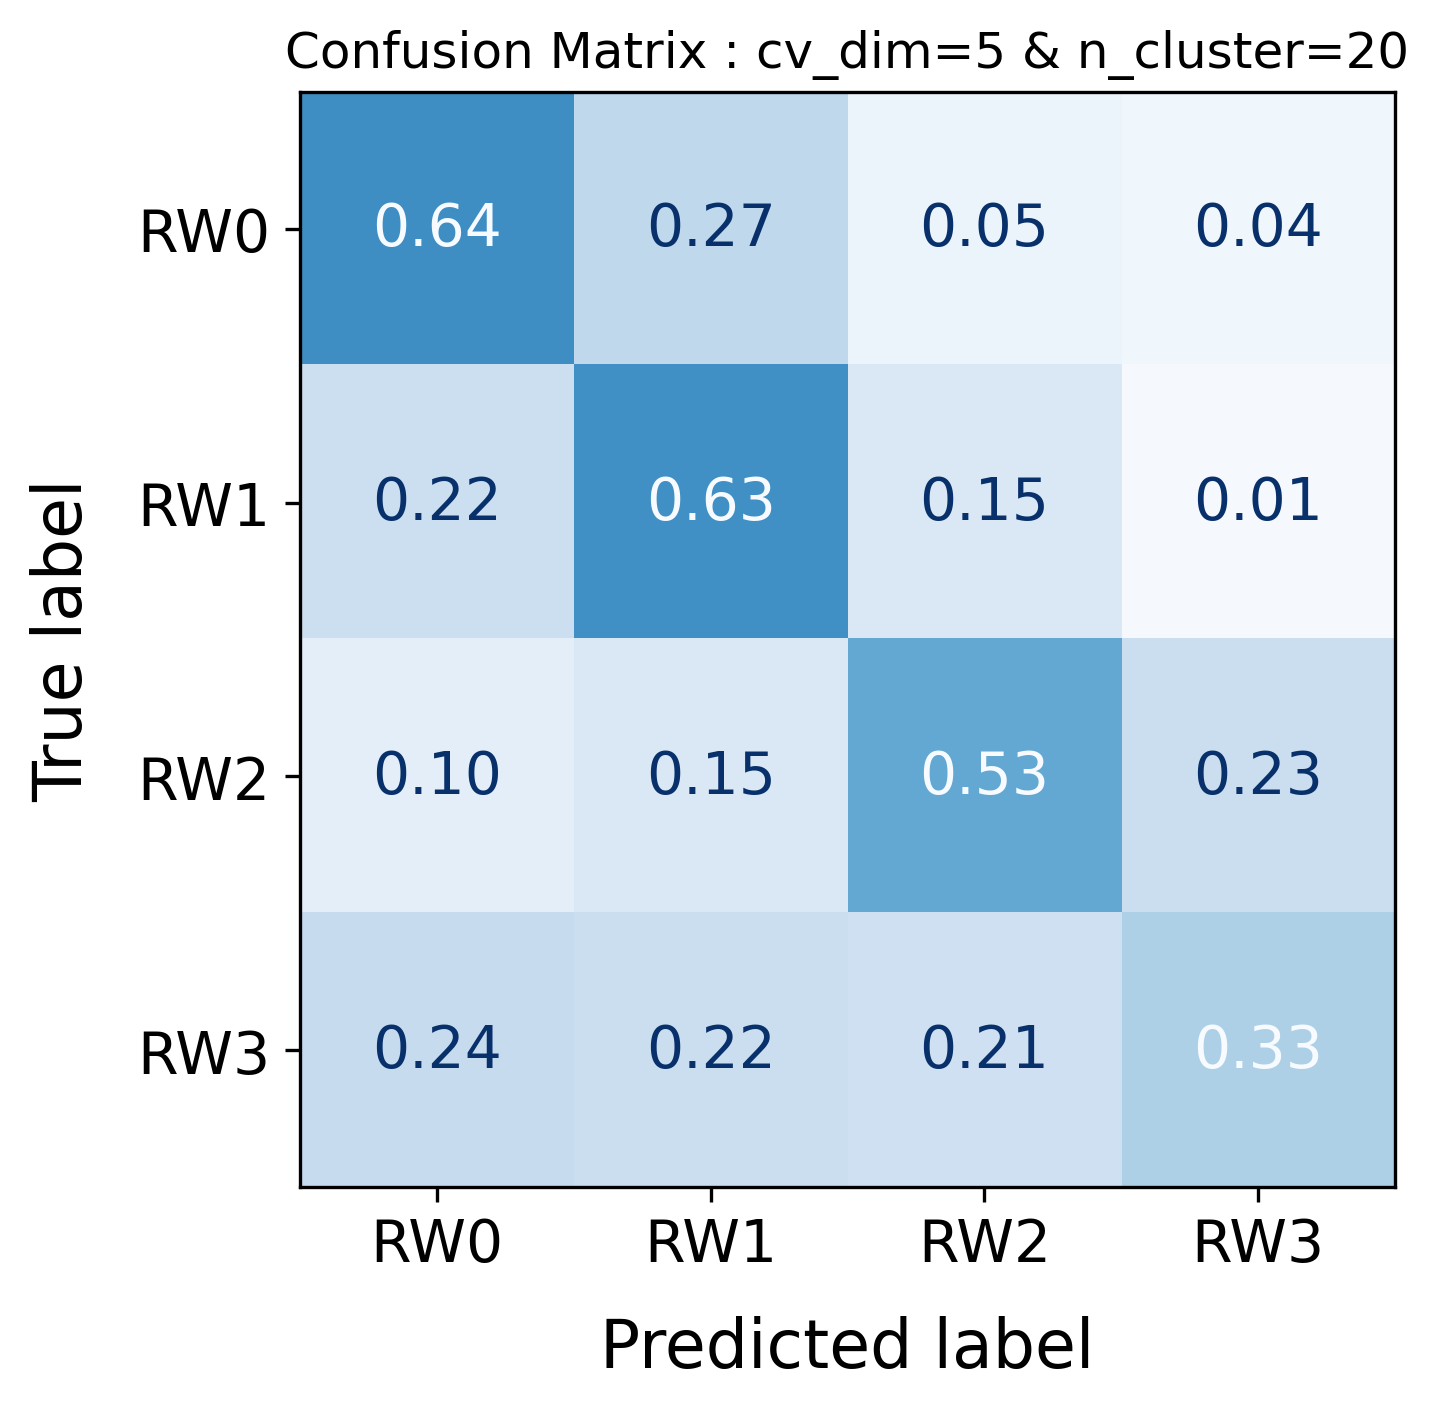 Confusion Matrix : cv_dim=5 & n_cluster=20
True label
RW0 0.64 0.27 0.05 0.04
RW1 0.22 0.63 0.15 0.01
RW2 0.10 0.15 0.53 0.23
RW3 0.24 0.22 0.21 0.33
RW0 RW1 RW2 RW3
Predicted label